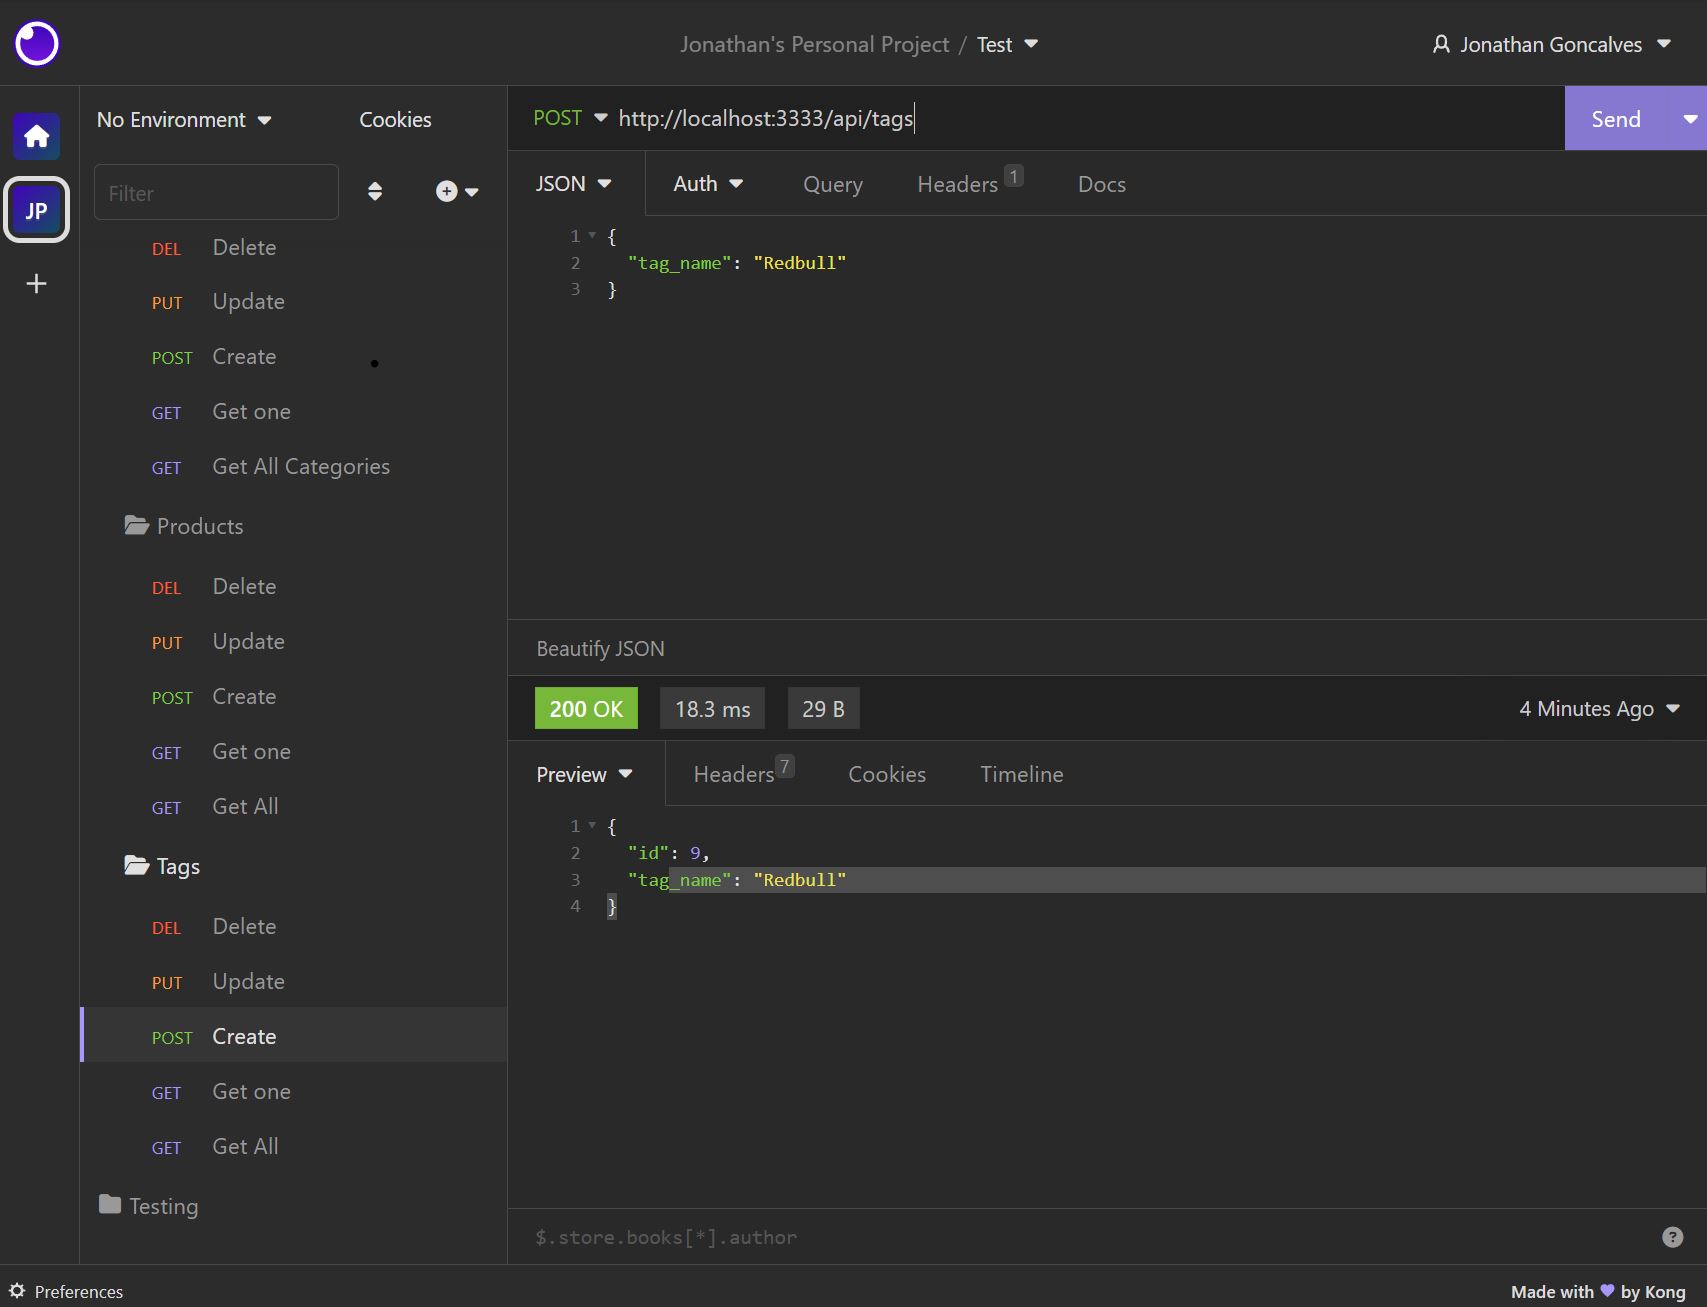 Jonathan's Personal Project / Test
Jonathan Goncalves
JP
No Environment
Cookies
Filter
DEL Delete
PUT Update
POST Create
GET Get one
GET Get All Categories
Products
DEL Delete
PUT Update
POST Create
GET Get one
GET Get All
Tags
DEL Delete
PUT Update
POST Create
GET Get one
GET Get All
Testing
POST http://localhost:3333/api/tags
Send
JSON Auth Query Headers 1 Docs
1 {
2 "tag_name": "Redbull"
3 }
Beautify JSON
200 OK 18.3 ms 29 B 4 Minutes Ago
Preview Headers 7 Cookies Timeline
1 {
2 "id": 9,
3 "tag_name": "Redbull"
4 }
$.store.books[*].author
?
Preferences
Made with 💜 by Kong